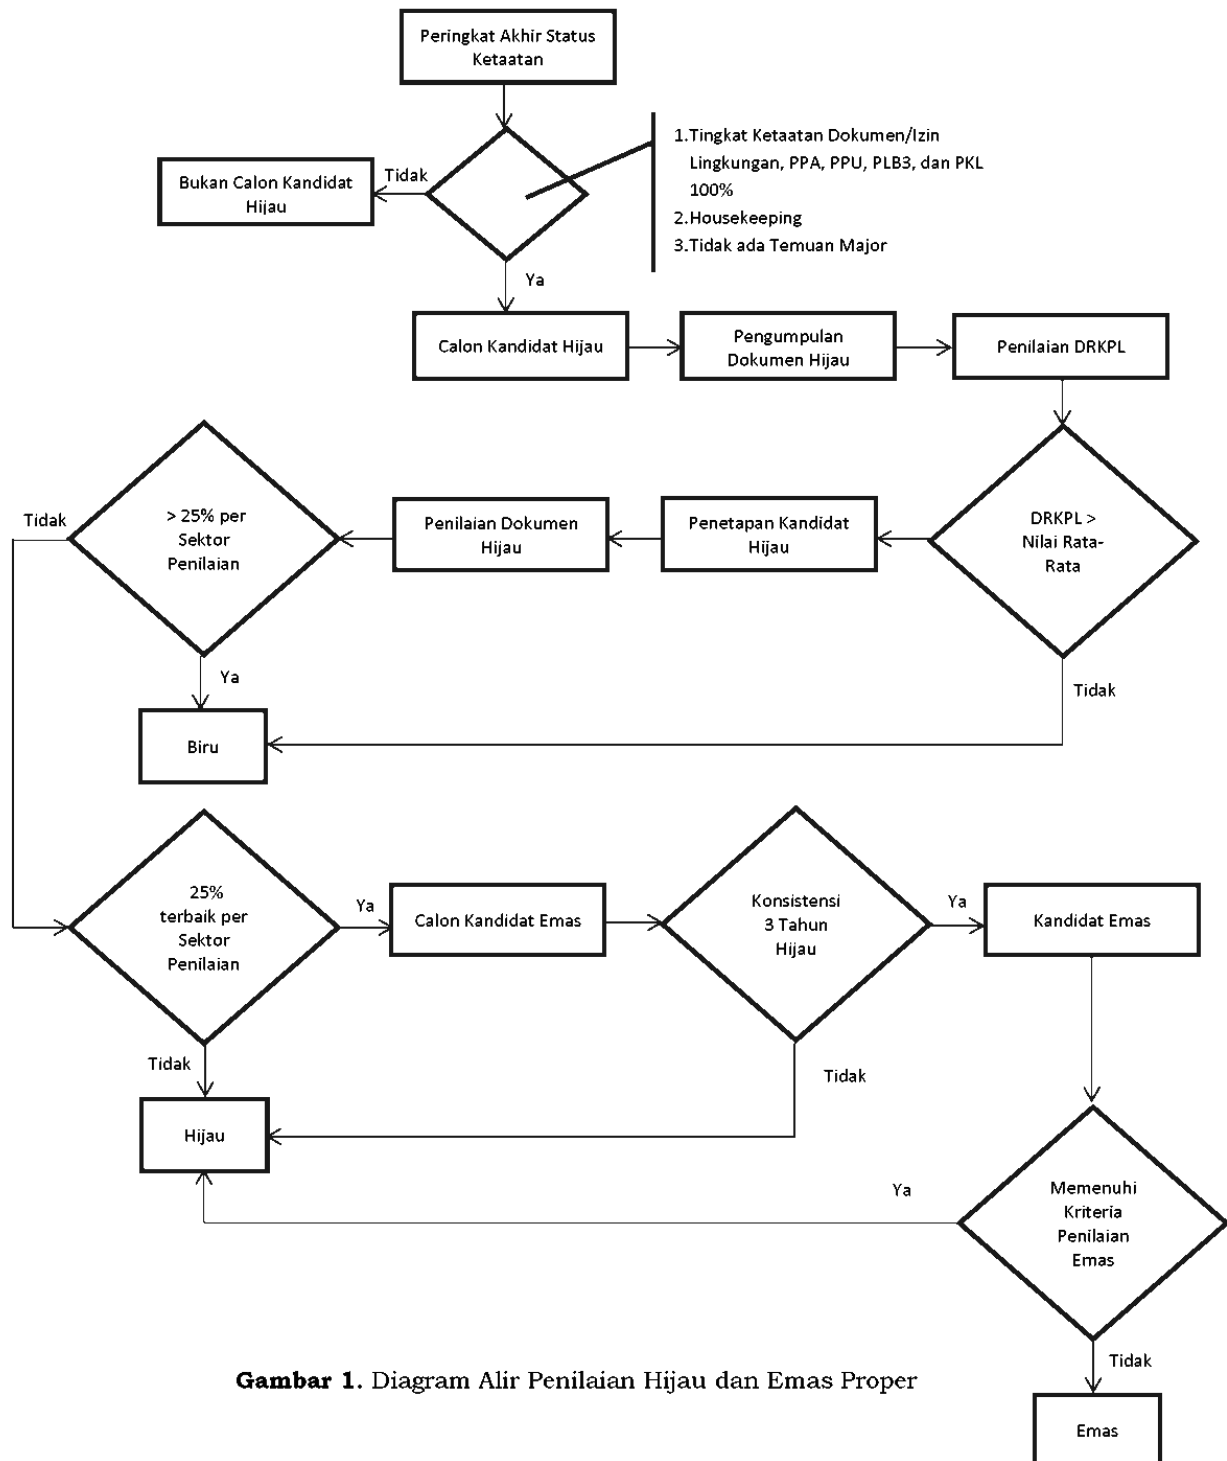 Peringkat Akhir Status
Ketaatan
1.Tingkat Ketaatan Dokumen/Izin
Lingkungan, PPA, PPU, PLB3, dan PKL
100%
2.Housekeeping
3.Tidak ada Temuan Major
Tidak
Bukan Calon Kandidat
Hijau
Ya
Calon Kandidat Hijau
Pengumpulan
Dokumen Hijau
Penilaian DRKPL
DRKPL >
Nilai Rata-
Rata
Penetapan Kandidat
Hijau
Penilaian Dokumen
Hijau
> 25% per
Sektor
Penilaian
Tidak
Ya
Tidak
Biru
25%
terbaik per
Sektor
Penilaian
Ya
Calon Kandidat Emas
Konsistensi
3 Tahun
Hijau
Ya
Kandidat Emas
Tidak
Tidak
Hijau
Ya
Memenuhi
Kriteria
Penilaian
Emas
Tidak
Emas
Gambar 1. Diagram Alir Penilaian Hijau dan Emas Proper